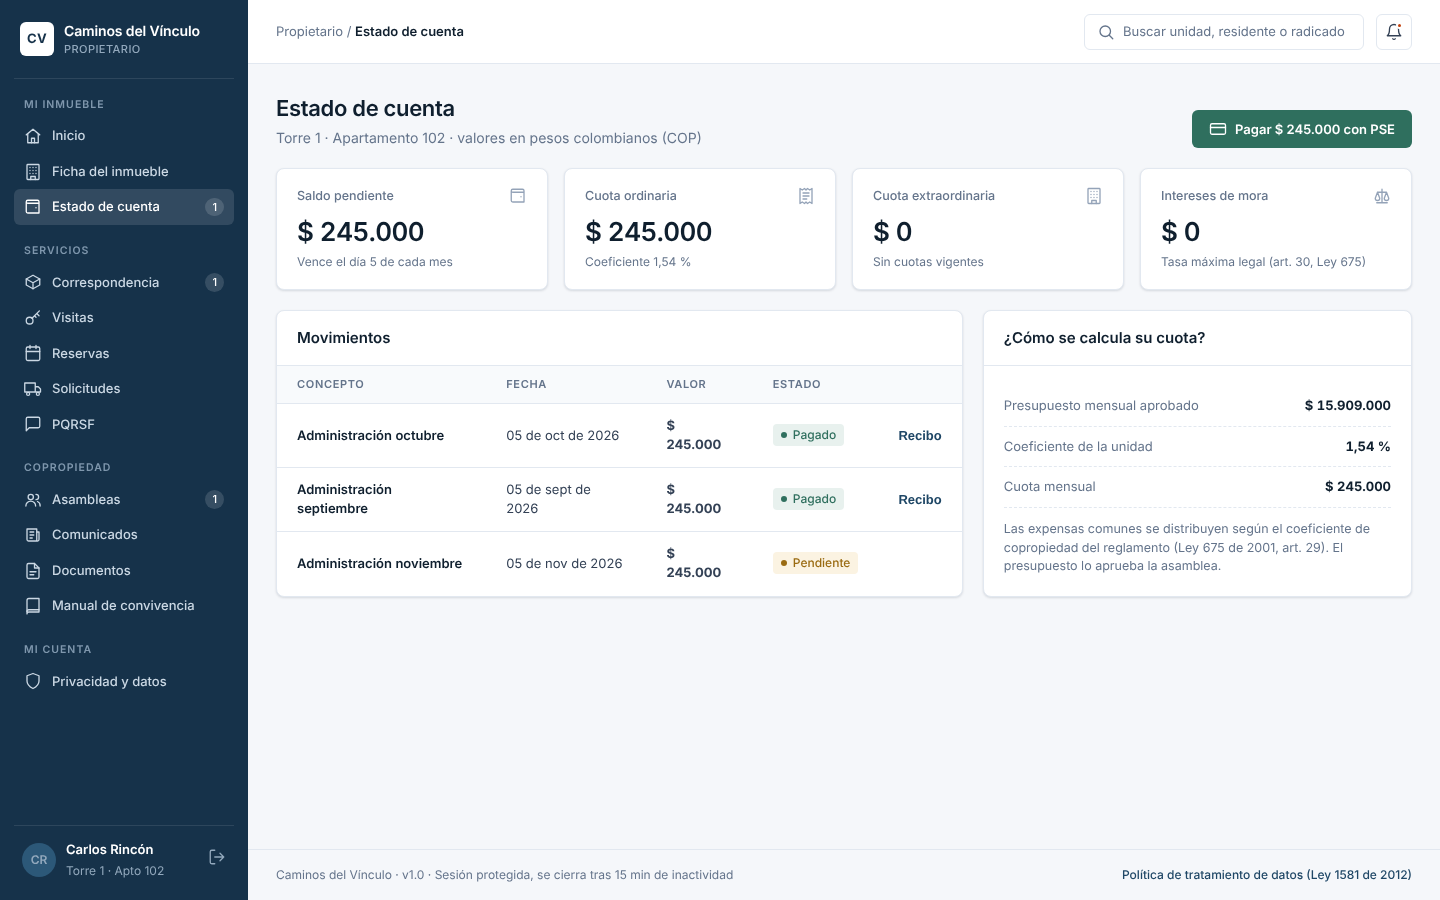 CV
Caminos del Vínculo
PROPIETARIO
MI INMUEBLE
Inicio
Ficha del inmueble
Estado de cuenta 1
SERVICIOS
Correspondencia 1
Visitas
Reservas
Solicitudes
PQRSF
COPROPIEDAD
Asambleas 1
Comunicados
Documentos
Manual de convivencia
MI CUENTA
Privacidad y datos
CR
Carlos Rincón
Torre 1 · Apto 102
Propietario / Estado de cuenta
Buscar unidad, residente o radicado
Estado de cuenta
Torre 1 · Apartamento 102 · valores en pesos colombianos (COP)
Pagar $ 245.000 con PSE
Saldo pendiente
$ 245.000
Vence el día 5 de cada mes
Cuota ordinaria
$ 245.000
Coeficiente 1,54 %
Cuota extraordinaria
$ 0
Sin cuotas vigentes
Intereses de mora
$ 0
Tasa máxima legal (art. 30, Ley 675)
Movimientos
CONCEPTO FECHA VALOR ESTADO
Administración octubre 05 de oct de 2026 $ 245.000 Pagado Recibo
Administración septiembre 05 de sept de 2026 $ 245.000 Pagado Recibo
Administración noviembre 05 de nov de 2026 $ 245.000 Pendiente
¿Cómo se calcula su cuota?
Presupuesto mensual aprobado $ 15.909.000
Coeficiente de la unidad 1,54 %
Cuota mensual $ 245.000
Las expensas comunes se distribuyen según el coeficiente de
copropiedad del reglamento (Ley 675 de 2001, art. 29). El
presupuesto lo aprueba la asamblea.
Caminos del Vínculo · v1.0 · Sesión protegida, se cierra tras 15 min de inactividad
Política de tratamiento de datos (Ley 1581 de 2012)